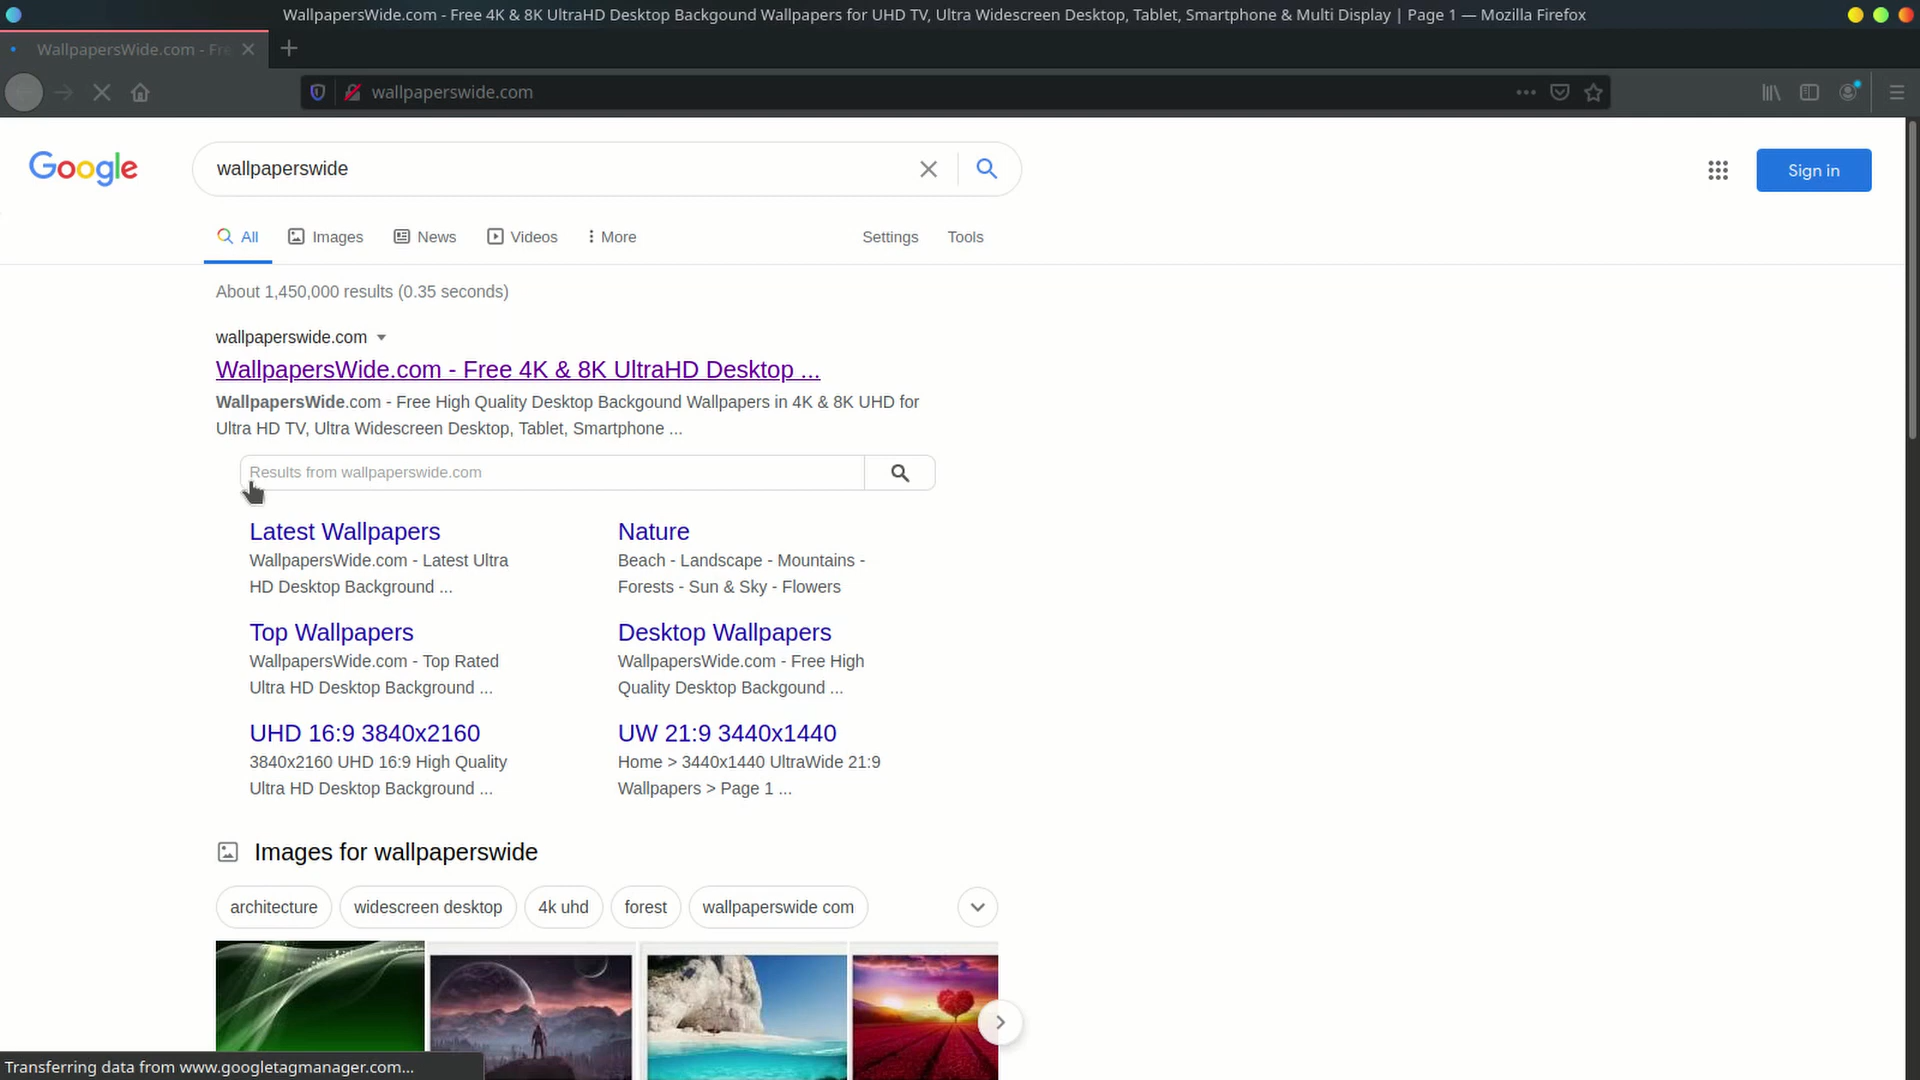 WallpapersWide.com - Free 4K & 8K UltraHD Desktop Backgound Wallpapers for UHD TV, Ultra Widescreen Desktop, Tablet, Smartphone & Multi Display | Page 1 — Mozilla Firefox
WallpapersWide.com - Fre
wallpaperswide.com
Google
wallpaperswide
Sign in
All
Images
News
Videos
More
Settings
Tools
About 1,450,000 results (0.35 seconds)
wallpaperswide.com
WallpapersWide.com - Free 4K & 8K UltraHD Desktop ...
WallpapersWide.com - Free High Quality Desktop Backgound Wallpapers in 4K & 8K UHD for
Ultra HD TV, Ultra Widescreen Desktop, Tablet, Smartphone ...
Results from wallpaperswide.com
Latest Wallpapers
WallpapersWide.com - Latest Ultra
HD Desktop Background ...
Nature
Beach - Landscape - Mountains -
Forests - Sun & Sky - Flowers
Top Wallpapers
WallpapersWide.com - Top Rated
Ultra HD Desktop Background ...
Desktop Wallpapers
WallpapersWide.com - Free High
Quality Desktop Backgound ...
UHD 16:9 3840x2160
3840x2160 UHD 16:9 High Quality
Ultra HD Desktop Background ...
UW 21:9 3440x1440
Home > 3440x1440 UltraWide 21:9
Wallpapers > Page 1 ...
Images for wallpaperswide
architecture
widescreen desktop
4k uhd
forest
wallpaperswide com
Transferring data from www.googletagmanager.com...